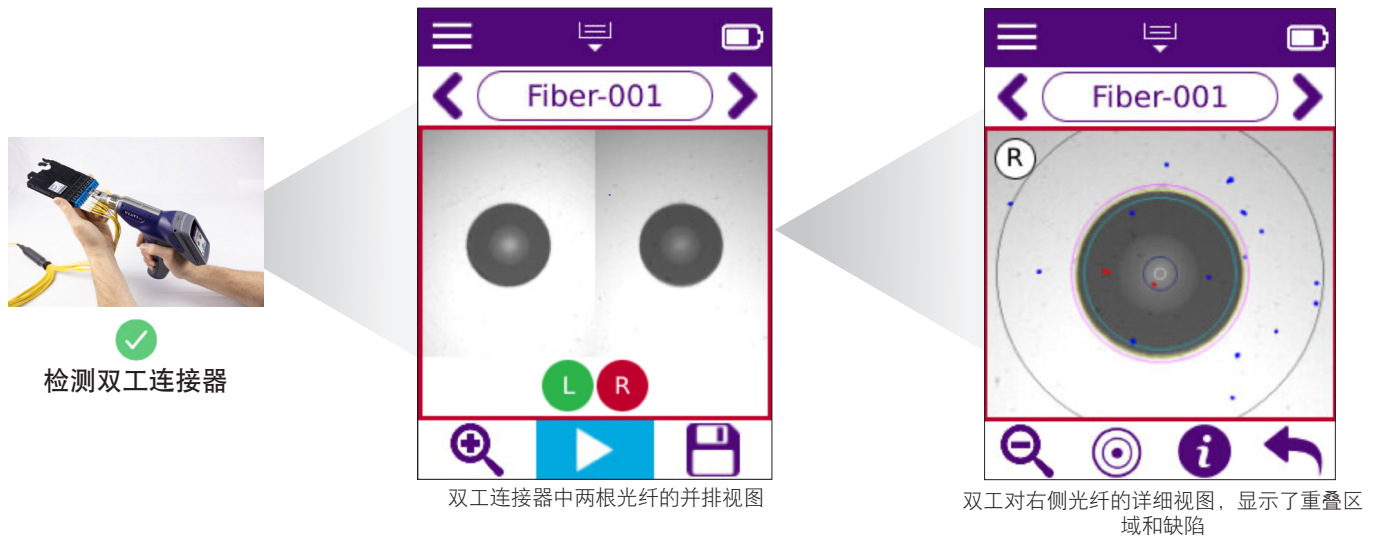 检测双工连接器
Fiber-001
L R
双工连接器中两根光纤的并排视图
Fiber-001
R
i
双工对右侧光纤的详细视图，显示了重叠区
域和缺陷